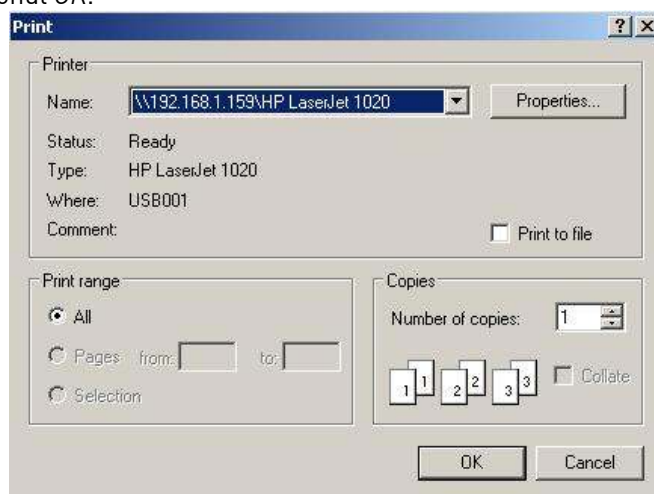 Print
Printer
Name: \\192.168.1.159\HP LaserJet 1020 Properties...
Status: Ready
Type: HP LaserJet 1020
Where: USB001
Comment: Print to file
Print range
All
Pages from: to:
Selection
Copies
Number of copies: 1
1 1 2 2 3 3 Collate
OK Cancel